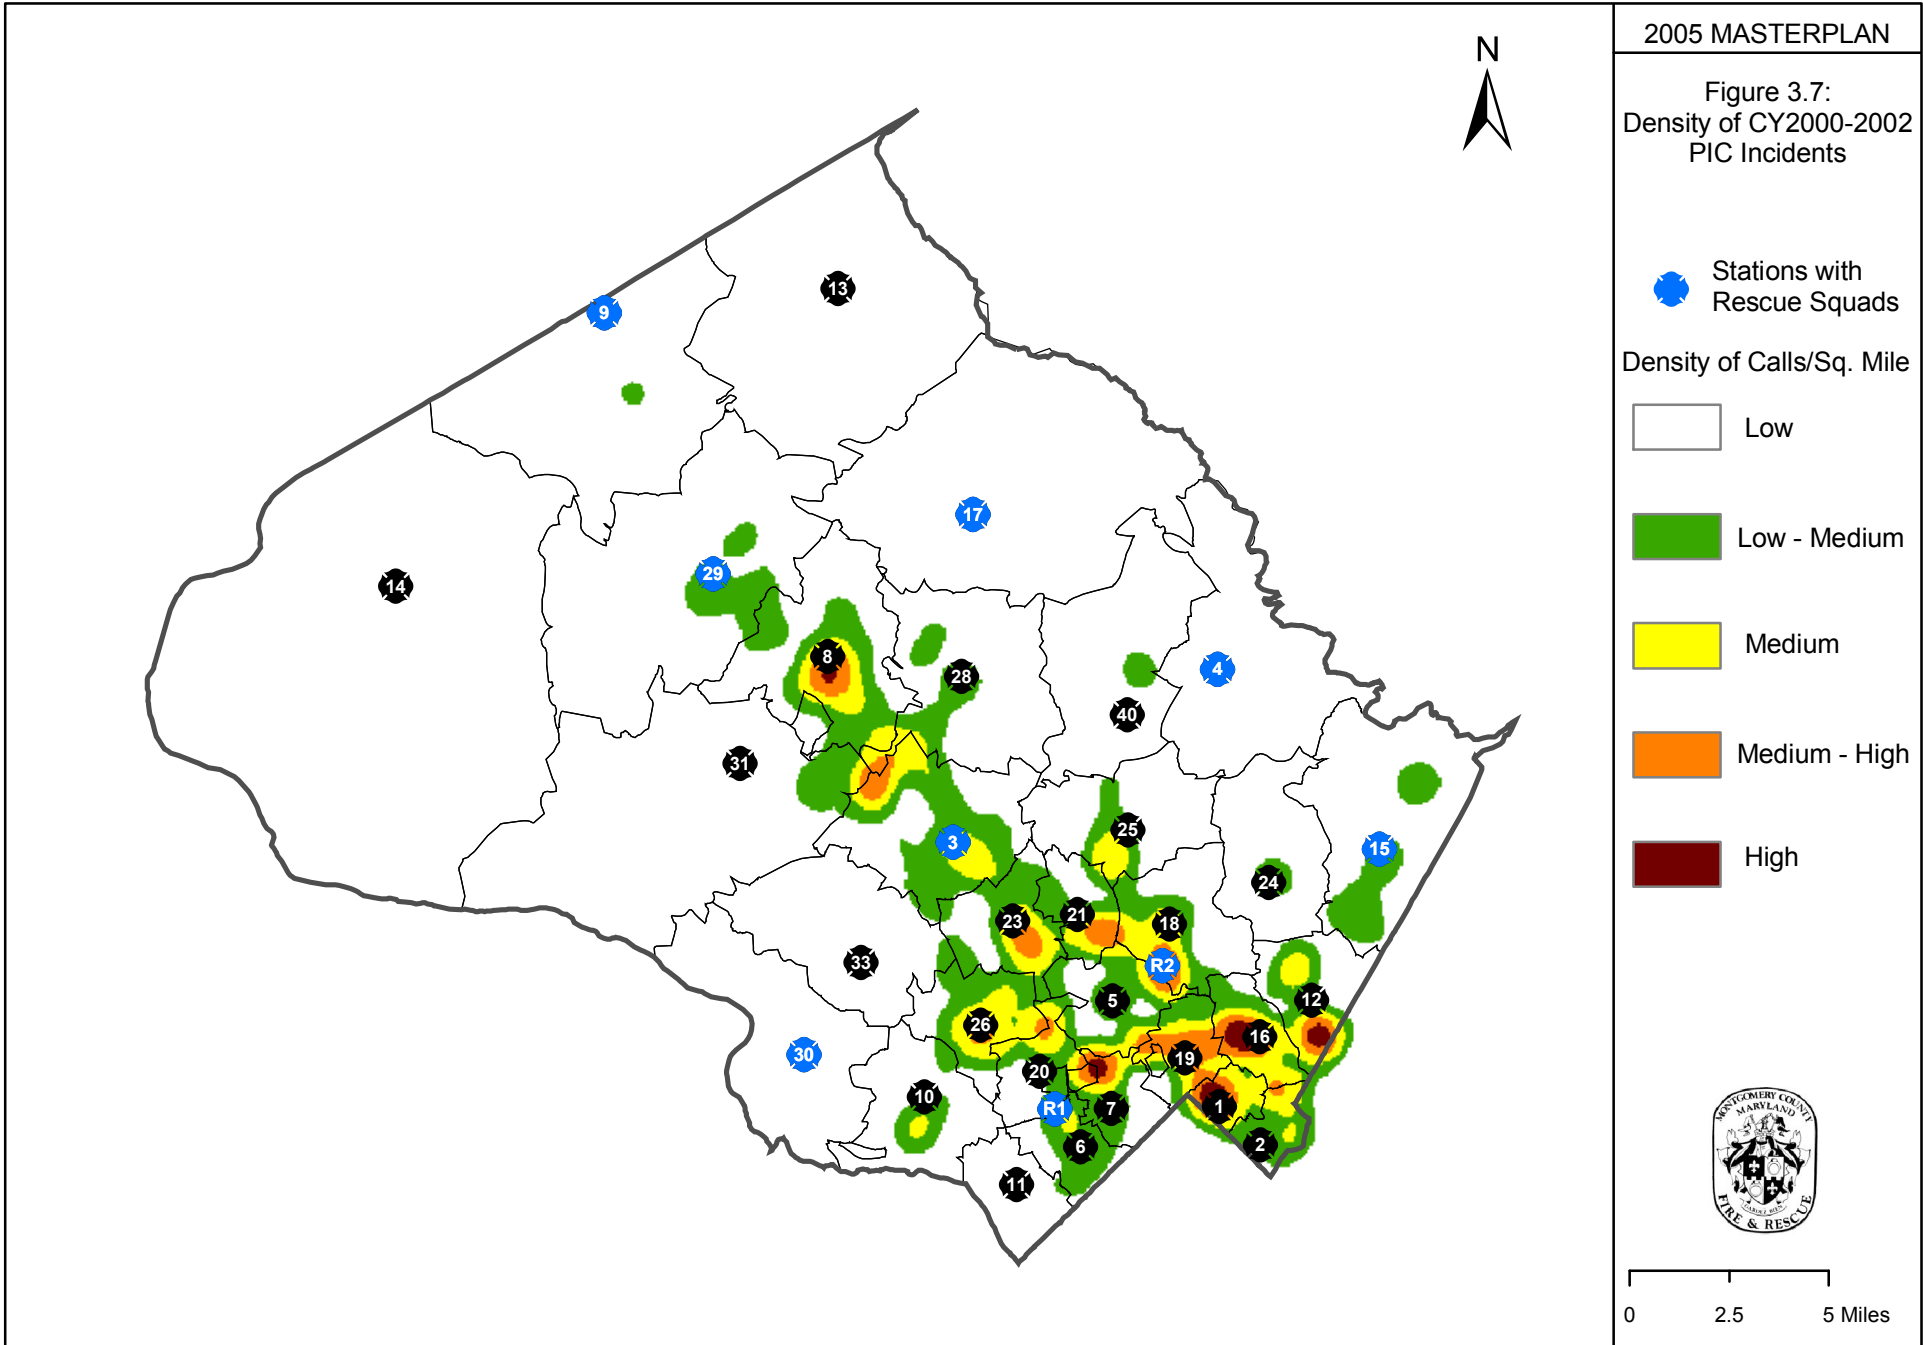 2005 MASTERPLAN
Figure 3.7:
Density of CY2000-2002
PIC Incidents
N
Stations with
Rescue Squads
Density of Calls/Sq. Mile
Low
Low - Medium
Medium
Medium - High
High
13
9
17
29
14
8
28
4
40
31
3
25
15
24
23
21
18
33
R2
5
12
26
16
30
19
20
10
R1
7
1
6
2
11
MONTGOMERY COUNTY
MARYLAND
GARDEZ BIEN
FIRE & RESCUE
0 2.5 5 Miles